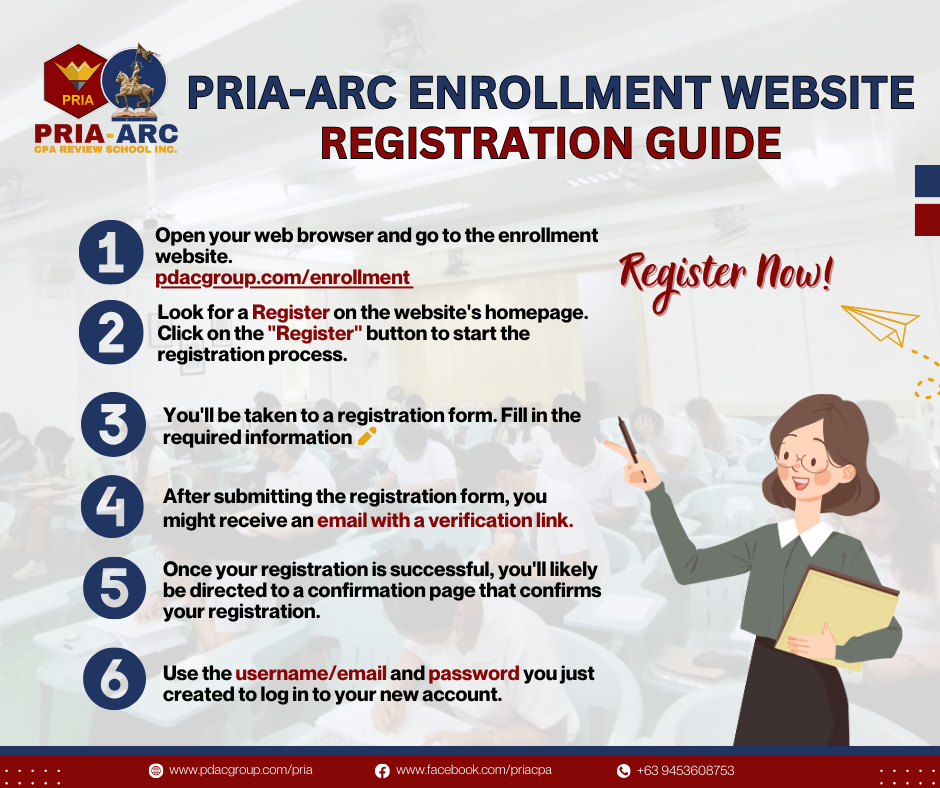 PRIA
PRIA-ARC
CPA REVIEW SCHOOL INC.
PRIA-ARC ENROLLMENT WEBSITE
REGISTRATION GUIDE
1
Open your web browser and go to the enrollment
website.
pdacgroup.com/enrollment
2
Look for a Register on the website's homepage.
Click on the "Register" button to start the
registration process.
3
You'll be taken to a registration form. Fill in the
required information
4
After submitting the registration form, you
might receive an email with a verification link.
5
Once your registration is successful, you'll likely
be directed to a confirmation page that confirms
your registration.
6
Use the username/email and password you just
created to log in to your new account.
Register Now!
www.pdacgroup.com/pria
www.facebook.com/priacpa
+63 9453608753